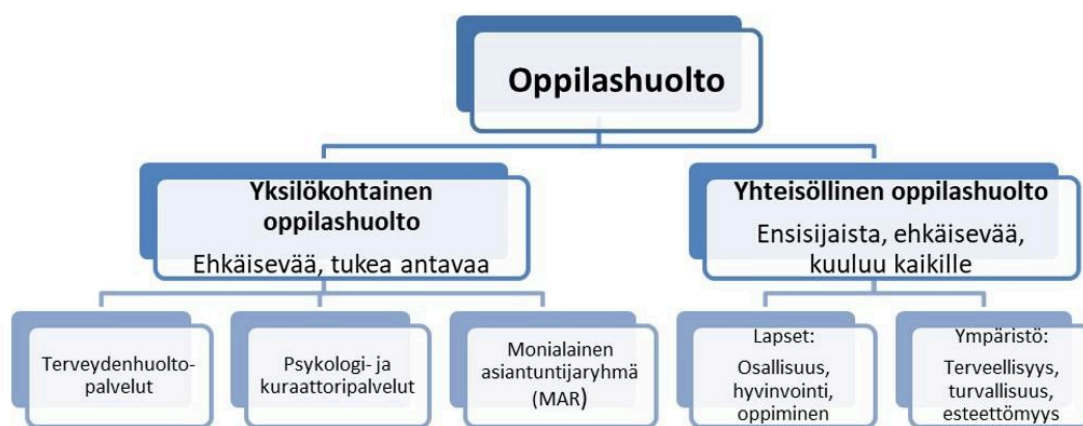 Oppilashuolto
Yksilökohtainen
oppilashuolto
Ehkäisevää, tukea antavaa
Yhteisöllinen oppilashuolto
Ensisijaista, ehkäisevää,
kuuluu kaikille
Terveydenhuolto-
palvelut
Psykologi- ja
kuraattoripalvelut
Monialainen
asiantuntijaryhmä
(MAR)
Lapset:
Osallisuus,
hyvinvointi,
oppiminen
Ympäristö:
Terveellisyys,
turvallisuus,
esteettömyys